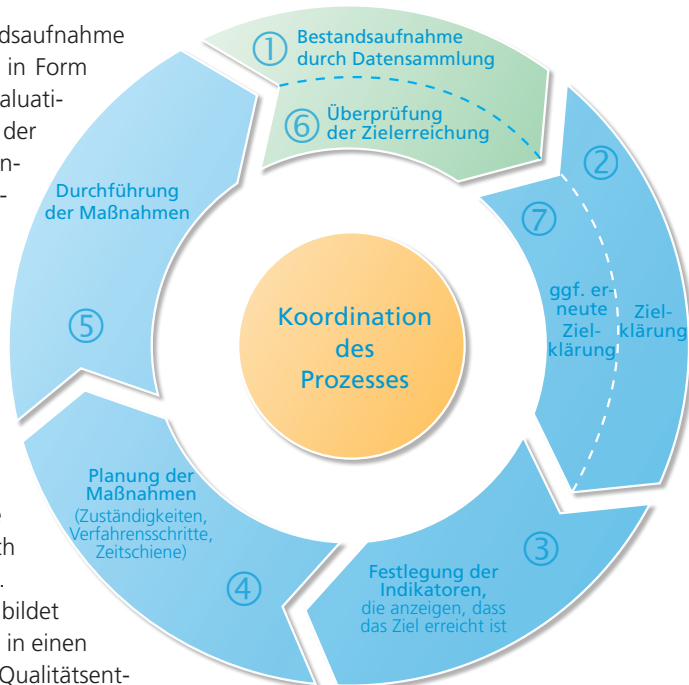 dsaufnahme
in Form
aluati-
der
n-
-
e
h
.
bildet
in einen
Qualitätsent-
① Bestandsaufnahme
durch Datensammlung
⑥ Überprüfung
der Zielerreichung
②
⑦
ggf. er-
neute
Ziel-
klärung
Ziel-
klärung
③
Festlegung der
Indikatoren,
die anzeigen, dass
das Ziel erreicht ist
Planung der
Maßnahmen
(Zuständigkeiten,
Verfahrensschritte,
Zeitschiene)
④
Durchführung
der Maßnahmen
⑤
Koordination
des
Prozesses